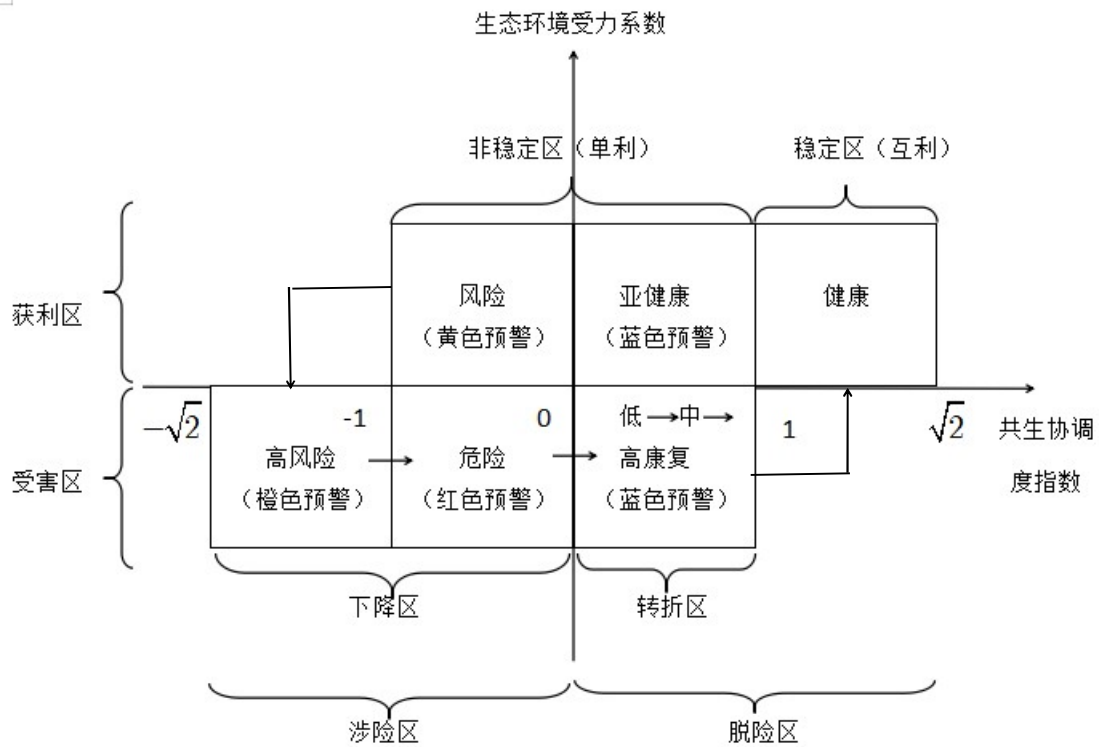 生态环境受力系数
非稳定区（单利）
稳定区（互利）
获利区
风险
（黄色预警）
亚健康
（蓝色预警）
健康
-√2
-1
0
低→中→
1
√2
共生协调
度指数
受害区
高风险
（橙色预警）
危险
（红色预警）
高康复
（蓝色预警）
下降区
转折区
涉险区
脱险区